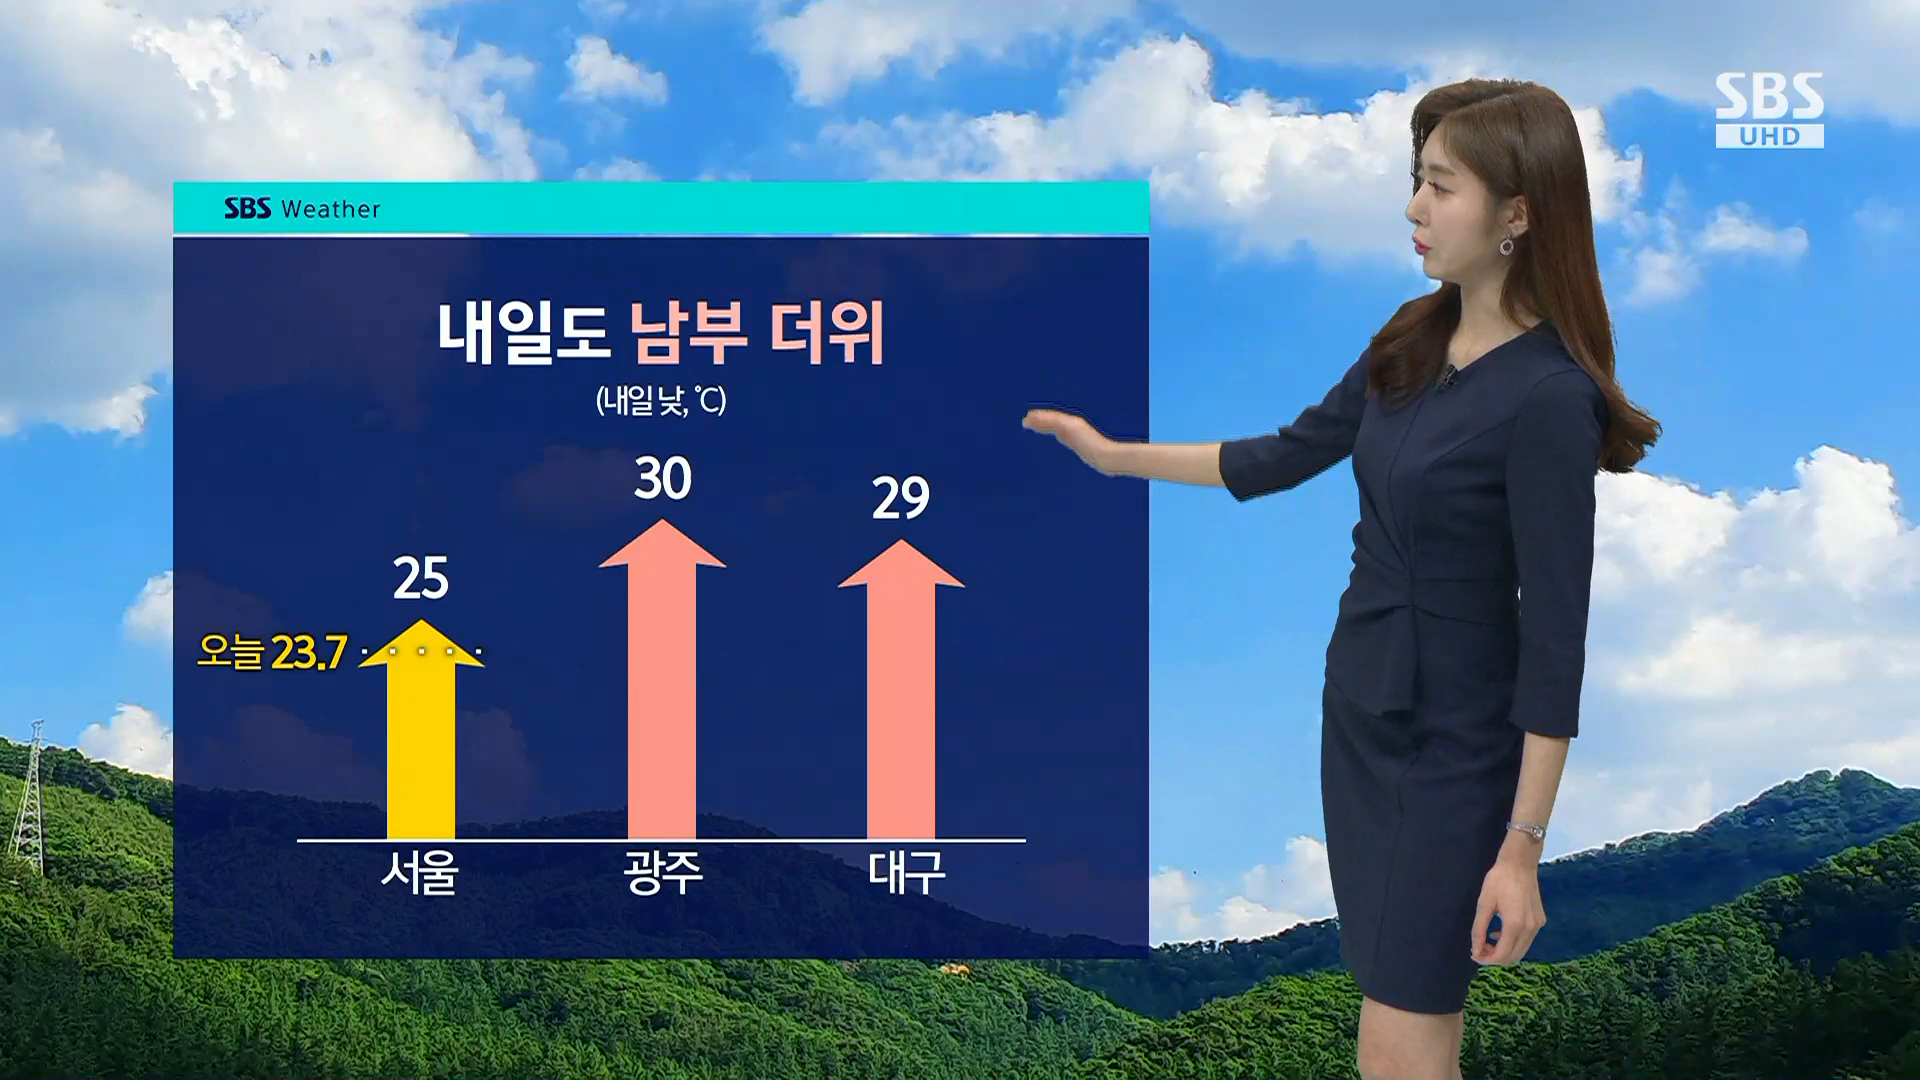 SBS
UHD
SBS Weather
내일도 남부 더위
(내일 낮, ℃)
30
29
25
오늘 23.7
서울 광주 대구